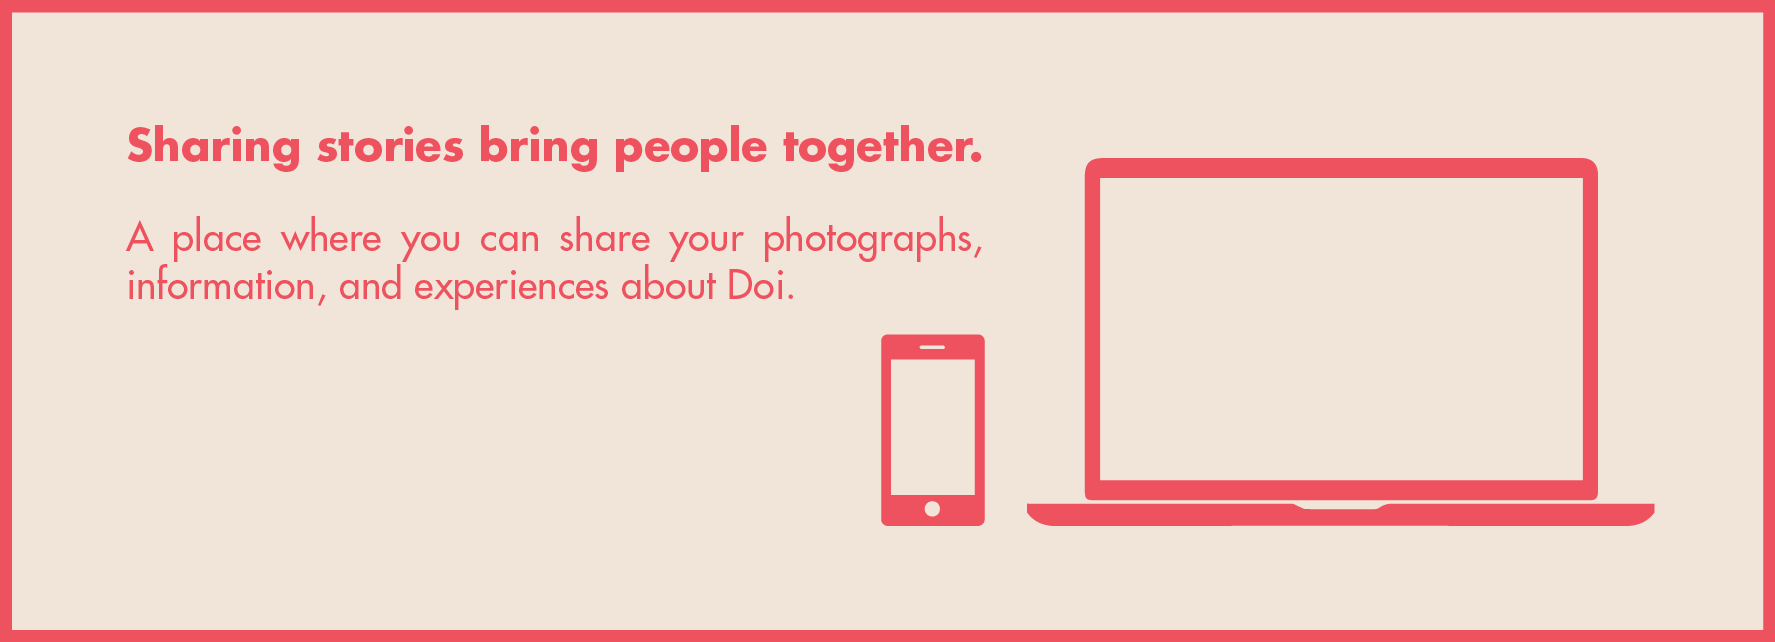 Sharing stories bring people together.
A place where you can share your photographs,
information, and experiences about Doi.